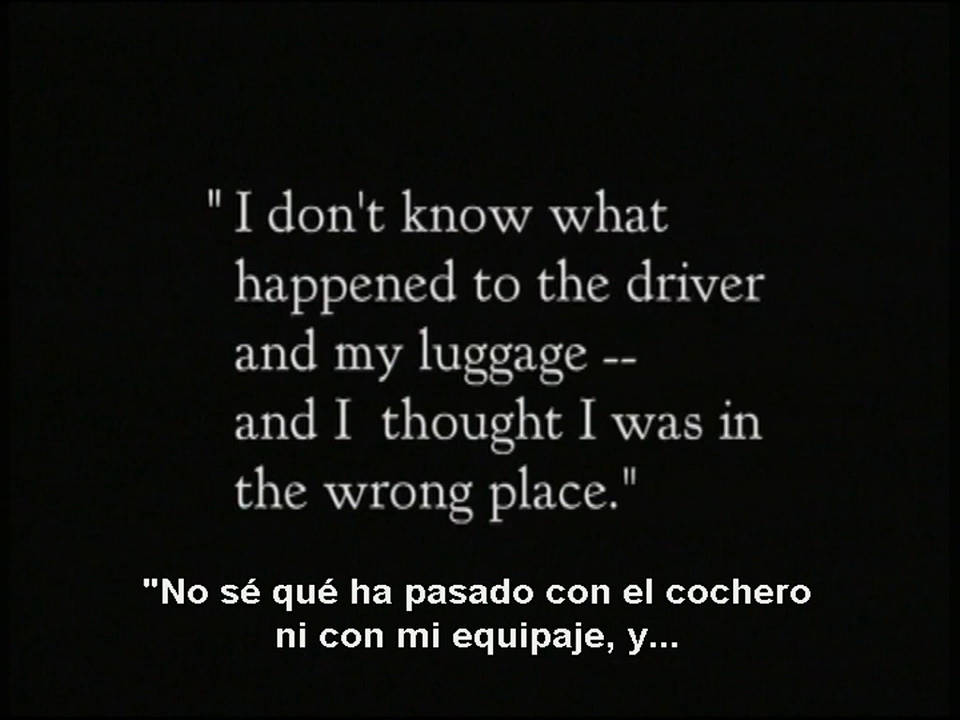 "I don't know what
happened to the driver
and my luggage --
and I thought I was in
the wrong place."
"No sé qué ha pasado con el cochero
ni con mi equipaje, y...